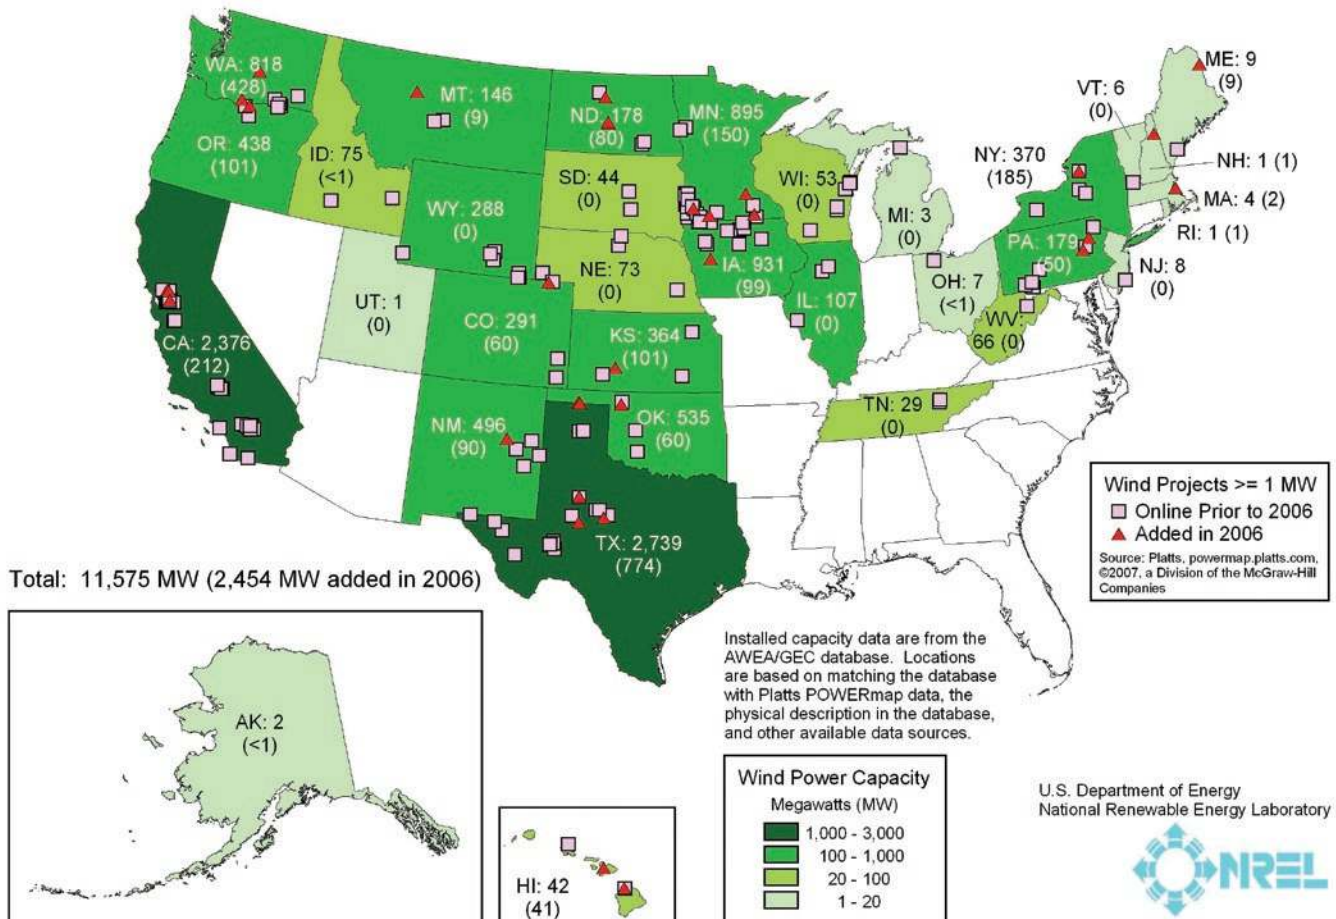 WA: 818
(428)
MT: 146
(9)
ND: 178
(80)
MN: 895
(150)
ME: 9
(9)
VT: 6
(0)
OR: 438
(101)
ID: 75
(<1)
SD: 44
(0)
WI: 53
(0)
NY: 370
(185)
NH: 1 (1)
WY: 288
(0)
MI: 3
(0)
MA: 4 (2)
RI: 1 (1)
NE: 73
(0)
IA: 931
(99)
PA: 179
(50)
NJ: 8
(0)
UT: 1
(0)
IL: 107
(0)
OH: 7
(<1)
CO: 291
(60)
KS: 364
(101)
WV:
66 (0)
CA: 2,376
(212)
TN: 29
(0)
NM: 496
(90)
OK: 535
(60)
TX: 2,739
(774)
Wind Projects >= 1 MW
Online Prior to 2006
Added in 2006
Source: Platts, powermap.platts.com,
©2007, a Division of the McGraw-Hill
Companies
Total: 11,575 MW (2,454 MW added in 2006)
Installed capacity data are from the
AWEA/GEC database. Locations
are based on matching the database
with Platts POWERmap data, the
physical description in the database,
and other available data sources.
AK: 2
(<1)
HI: 42
(41)
Wind Power Capacity
Megawatts (MW)
1,000 - 3,000
100 - 1,000
20 - 100
1 - 20
U.S. Department of Energy
National Renewable Energy Laboratory
NREL